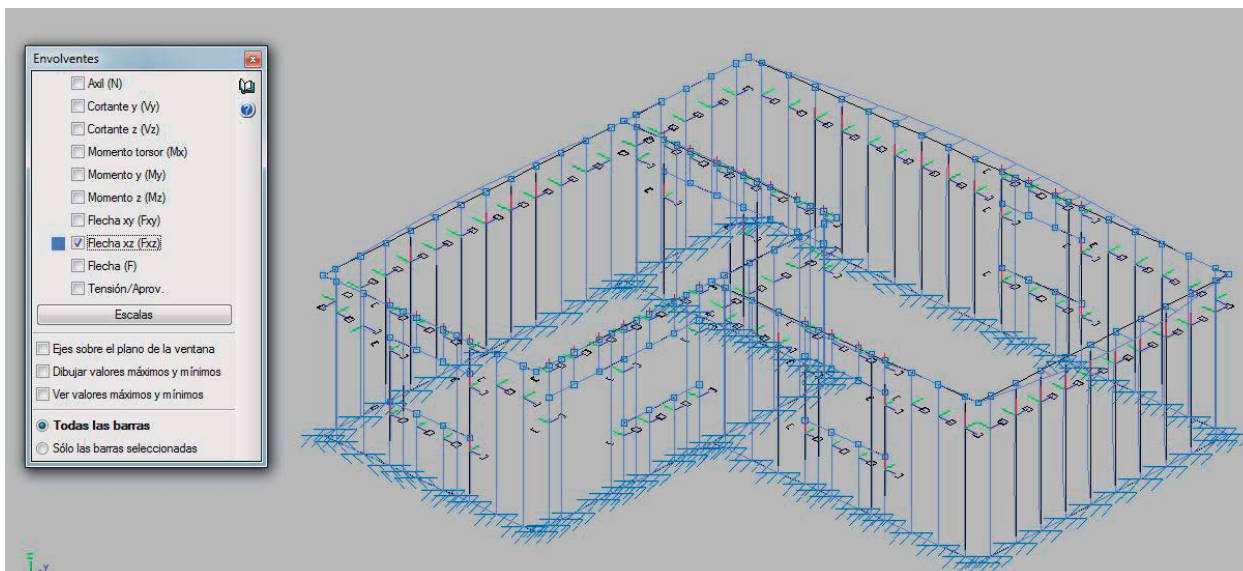 Envolventes
Axil (N)
Cortante y (Vy)
Cortante z (Vz)
Momento torsor (Mx)
Momento y (My)
Momento z (Mz)
Flecha xy (Fxy)
Flecha xz (Fxz)
Flecha (F)
Tensión/Aprov.
Escalas
Ejes sobre el plano de la ventana
Dibujar valores máximos y mínimos
Ver valores máximos y mínimos
Todas las barras
Sólo las barras seleccionadas
Y